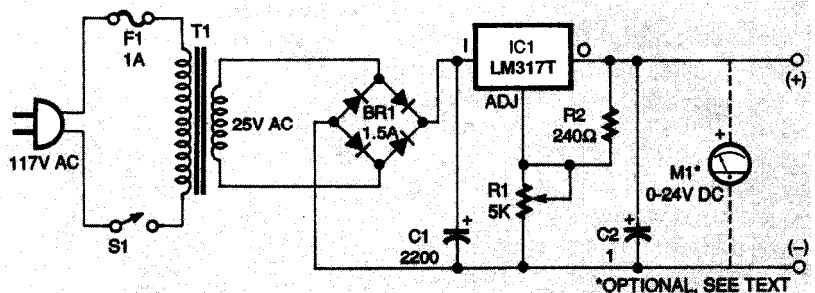 F1
1A
T1
117V AC
S1
25V AC
BR1
1.5A
I
IC1
LM317T
O
ADJ
R2
240Ω
R1
5K
C1
+
2200
C2
+
1
+
M1*
0-24V DC
(+)
(–)
*OPTIONAL, SEE TEXT